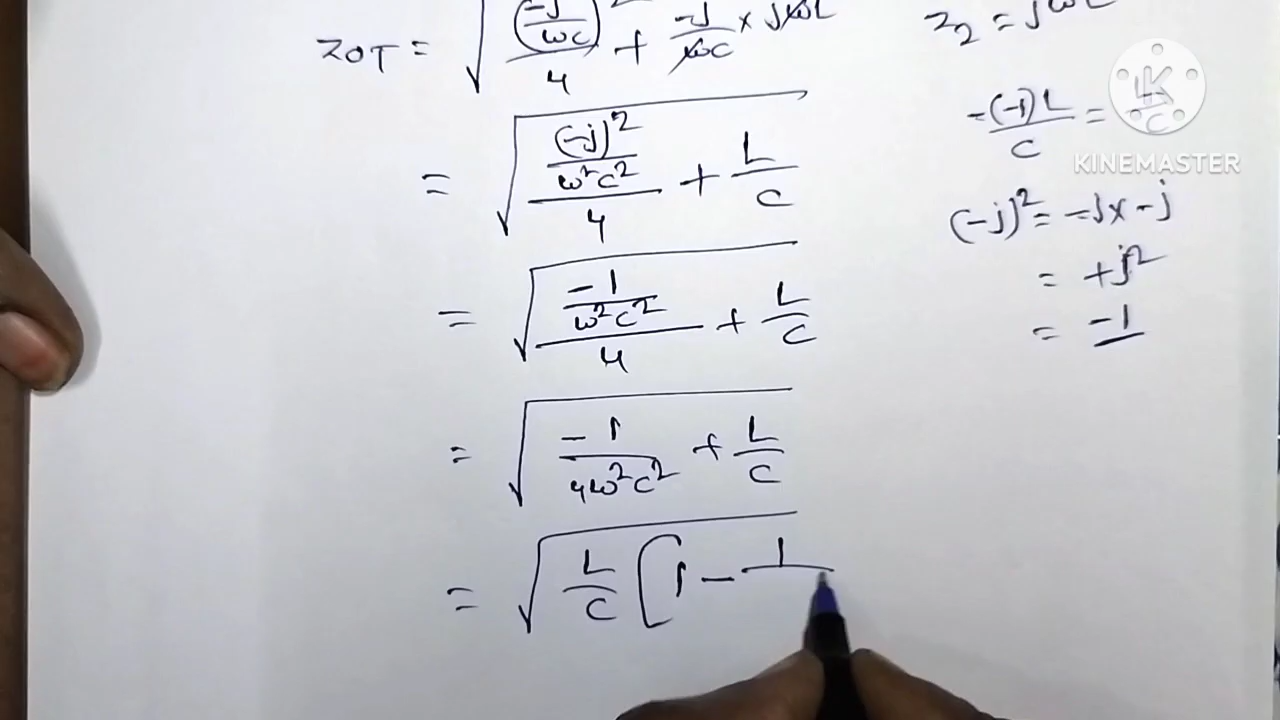 ZOT = √((-j/ωC)²/4 + -j/ωC × jωL)
Z2 = jωL
= √(((-j)²/ω²C²)/4 + L/C)
-(-1)L/C = L/C
K
KINEMASTER
(-j)² = -j x -j
= +j²
= -1
= √((-1/ω²C²)/4 + L/C)
= √(-1/4ω²C² + L/C)
= √(L/C [1 - 1/